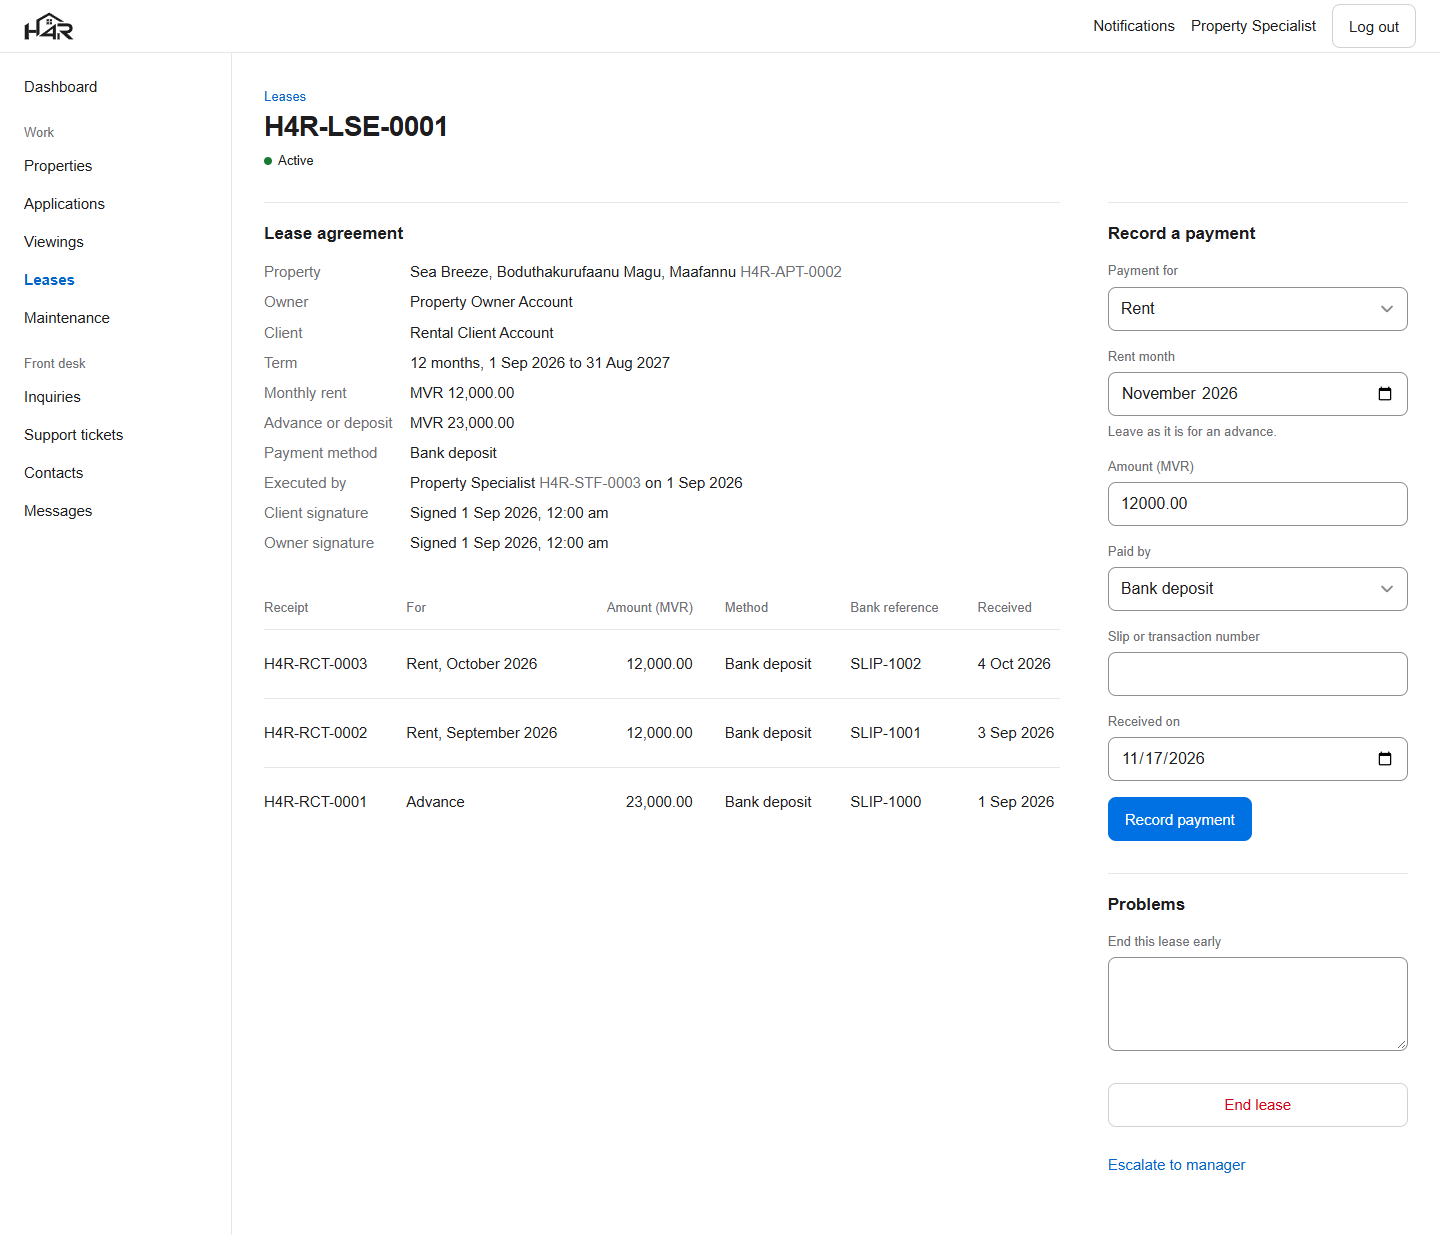 H4R
Notifications Property Specialist Log out
Dashboard
Work
Properties
Applications
Viewings
Leases
Maintenance
Front desk
Inquiries
Support tickets
Contacts
Messages
Leases
H4R-LSE-0001
Active
Lease agreement
Property Sea Breeze, Boduthakurufaanu Magu, Maafannu H4R-APT-0002
Owner Property Owner Account
Client Rental Client Account
Term 12 months, 1 Sep 2026 to 31 Aug 2027
Monthly rent MVR 12,000.00
Advance or deposit MVR 23,000.00
Payment method Bank deposit
Executed by Property Specialist H4R-STF-0003 on 1 Sep 2026
Client signature Signed 1 Sep 2026, 12:00 am
Owner signature Signed 1 Sep 2026, 12:00 am
Receipt For Amount (MVR) Method Bank reference Received
H4R-RCT-0003 Rent, October 2026 12,000.00 Bank deposit SLIP-1002 4 Oct 2026
H4R-RCT-0002 Rent, September 2026 12,000.00 Bank deposit SLIP-1001 3 Sep 2026
H4R-RCT-0001 Advance 23,000.00 Bank deposit SLIP-1000 1 Sep 2026
Record a payment
Payment for
Rent
Rent month
November 2026
Leave as it is for an advance.
Amount (MVR)
12000.00
Paid by
Bank deposit
Slip or transaction number
Received on
11/17/2026
Record payment
Problems
End this lease early
End lease
Escalate to manager